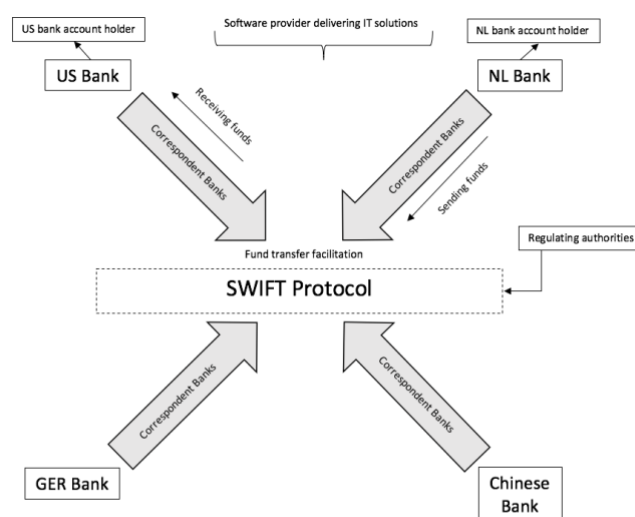 US bank account holder
Software provider delivering IT solutions
NL bank account holder
US Bank
NL Bank
Receiving funds
Correspondent Banks
Correspondent Banks
Sending funds
Regulating authorities
Fund transfer facilitation
SWIFT Protocol
Correspondent Banks
Correspondent Banks
GER Bank
Chinese
Bank